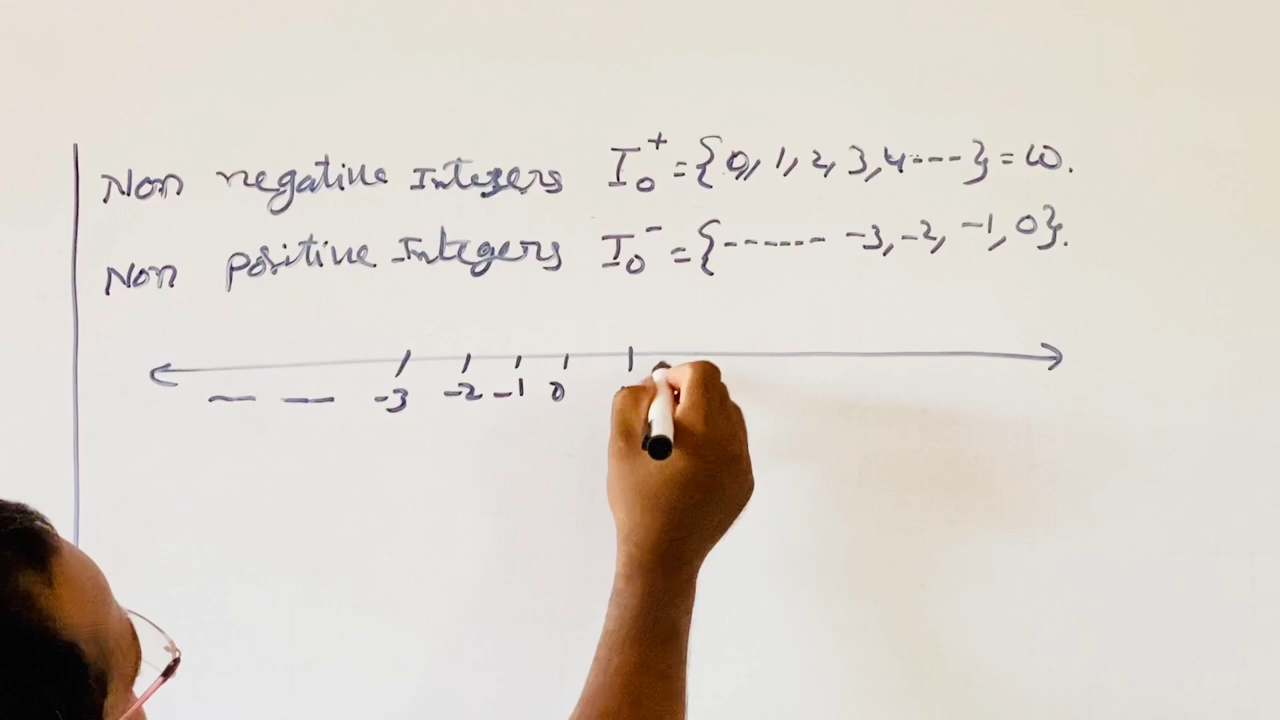 Non negative Integers I₀⁺ = {0, 1, 2, 3, 4 ----} = W.
Non positive Integers I₀⁻ = {------ -3, -2, -1, 0}.
— — -3 -2 -1 0